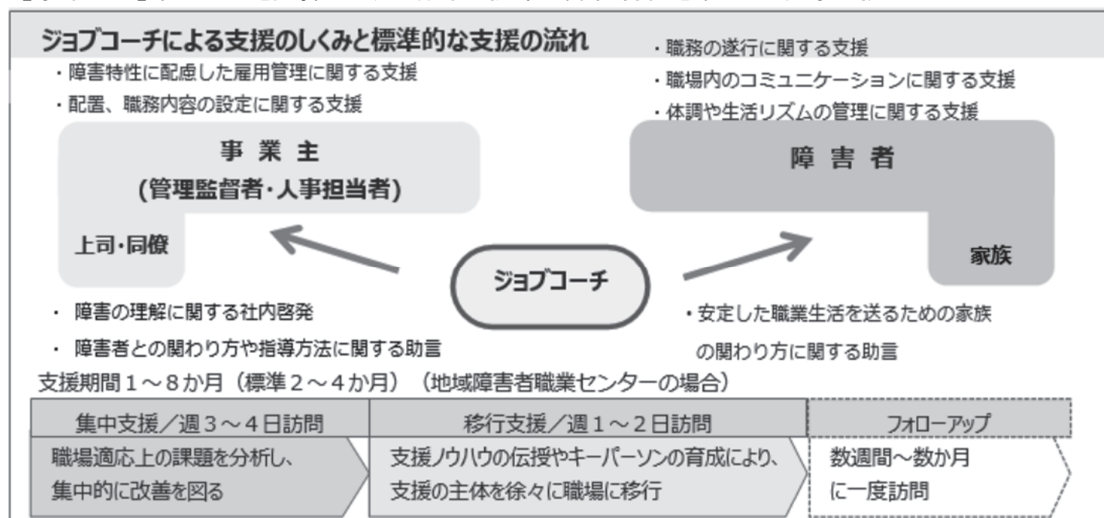 ジョブコーチによる支援のしくみと標準的な支援の流れ
・障害特性に配慮した雇用管理に関する支援
・配置、職務内容の設定に関する支援
・職務の遂行に関する支援
・職場内のコミュニケーションに関する支援
・体調や生活リズムの管理に関する支援
事業主
(管理監督者・人事担当者)
上司・同僚
障害者
家族
ジョブコーチ
・ 障害の理解に関する社内啓発
・ 障害者との関わり方や指導方法に関する助言
・安定した職業生活を送るための家族
の関わり方に関する助言
支援期間1～8か月（標準2～4か月）（地域障害者職業センターの場合）
集中支援／週3～4日訪問
職場適応上の課題を分析し、
集中的に改善を図る
移行支援／週1～2日訪問
支援ノウハウの伝授やキーパーソンの育成により、
支援の主体を徐々に職場に移行
フォローアップ
数週間～数か月
に一度訪問